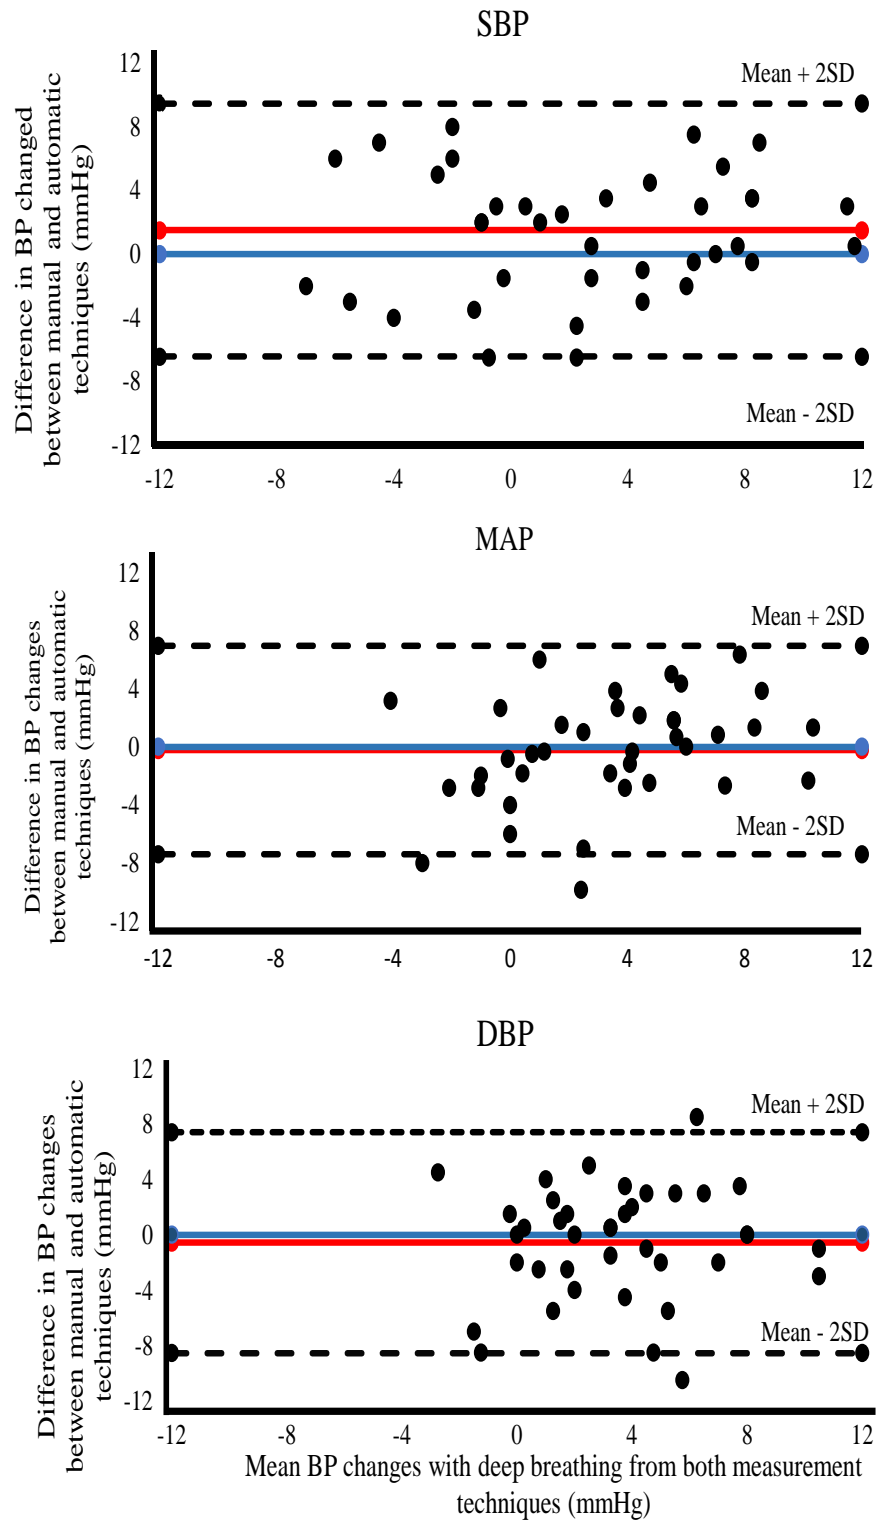 SBP
Difference in BP changed
between manual and automatic
techniques (mmHg)
12
8
4
0
-4
-8
-12
Mean + 2SD
Mean - 2SD
-12 -8 -4 0 4 8 12
MAP
Difference in BP changes
between manual and automatic
techniques (mmHg)
12
8
4
0
-4
-8
-12
Mean + 2SD
Mean - 2SD
-12 -8 -4 0 4 8 12
DBP
Difference in BP changes
between manual and automatic
techniques (mmHg)
12
8
4
0
-4
-8
-12
Mean + 2SD
Mean - 2SD
-12 -8 -4 0 4 8 12
Mean BP changes with deep breathing from both measurement
techniques (mmHg)